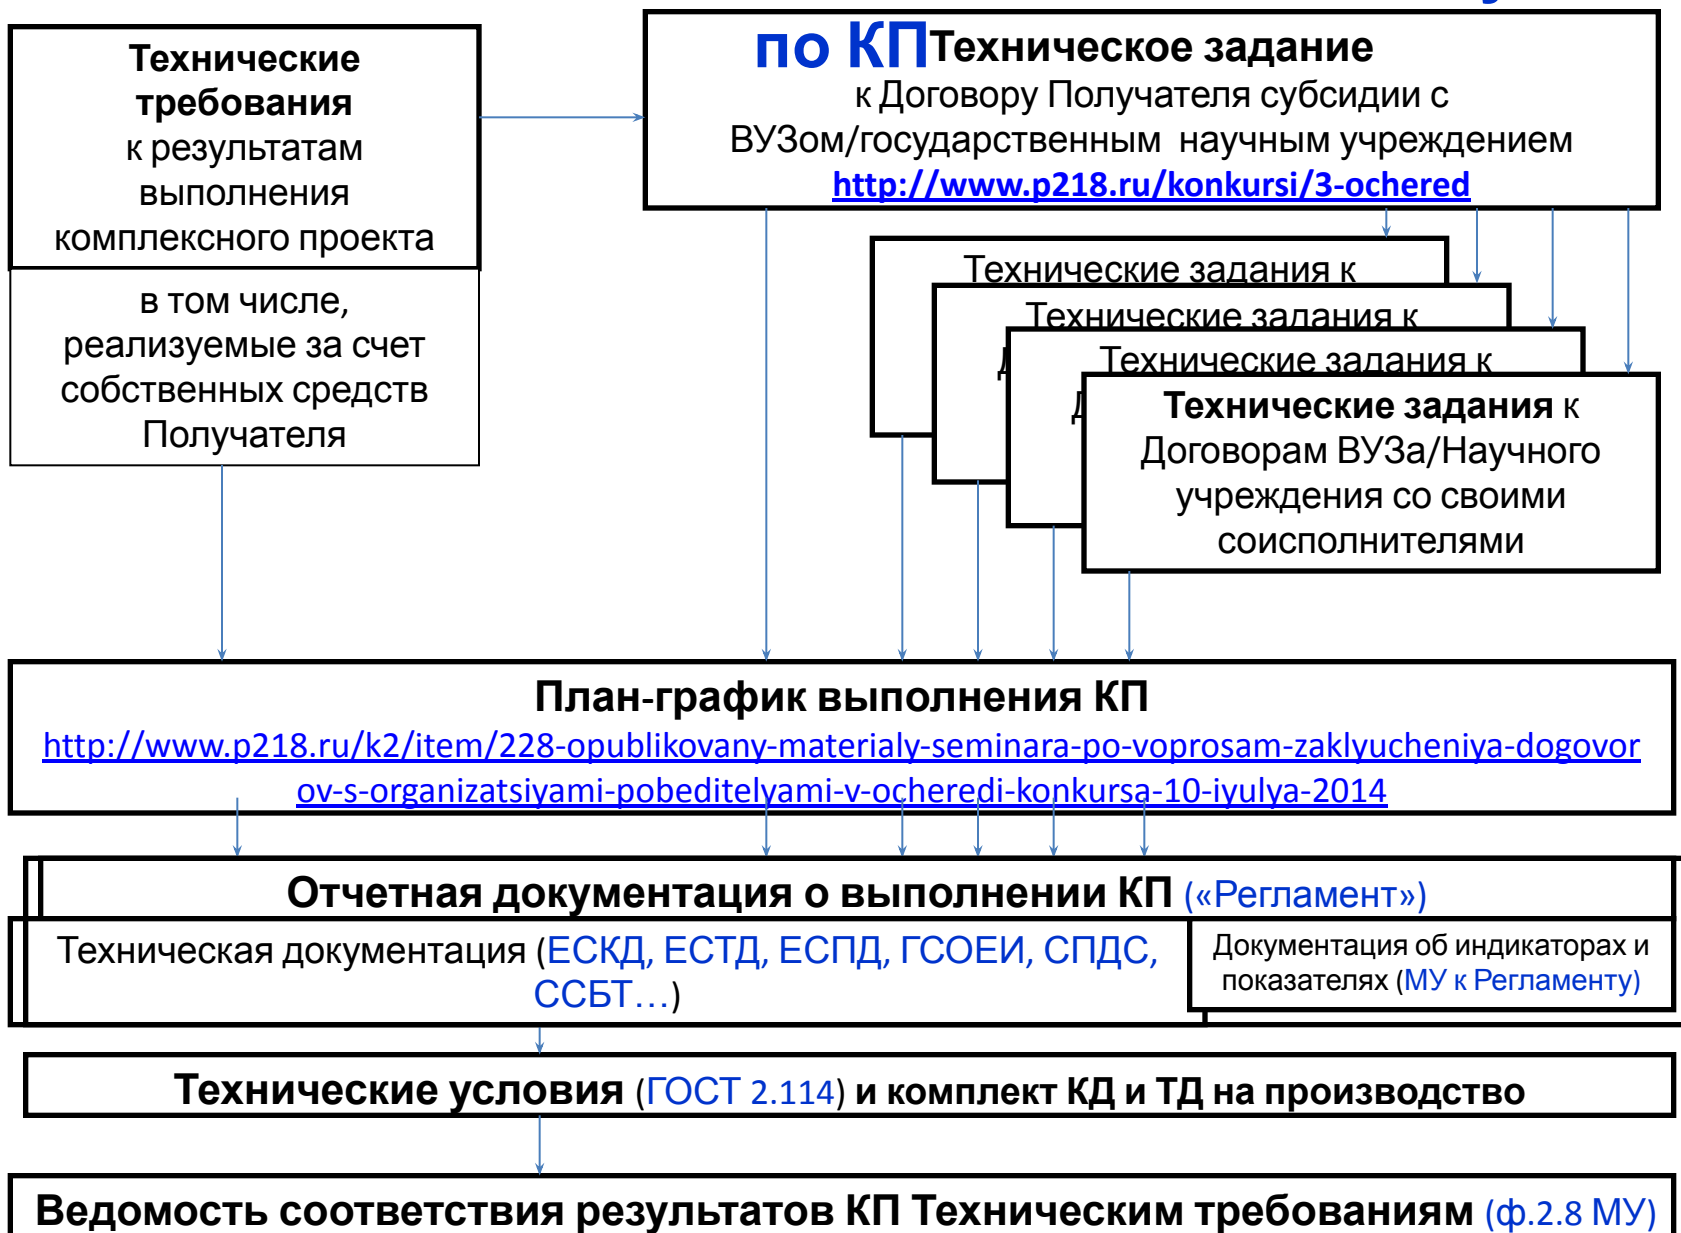 по КП
Технические
требования
к результатам
выполнения
комплексного проекта
в том числе,
реализуемые за счет
собственных средств
Получателя
Техническое задание
к Договору Получателя субсидии с
ВУЗом/государственным научным учреждением
http://www.p218.ru/konkursi/3-ochered
Технические задания к
Технические задания к
Технические задания к
Технические задания к
Договорам ВУЗа/Научного
учреждения со своими
соисполнителями
План-график выполнения КП
http://www.p218.ru/k2/item/228-opublikovany-materialy-seminara-po-voprosam-zaklyucheniya-dogovor
ov-s-organizatsiyami-pobeditelyami-v-ocheredi-konkursa-10-iyulya-2014
Отчетная документация о выполнении КП («Регламент»)
Техническая документация (ЕСКД, ЕСТД, ЕСПД, ГСОЕИ, СПДС,
ССБТ…)
Документация об индикаторах и
показателях (МУ к Регламенту)
Технические условия (ГОСТ 2.114) и комплект КД и ТД на производство
Ведомость соответствия результатов КП Техническим требованиям (ф.2.8 МУ)